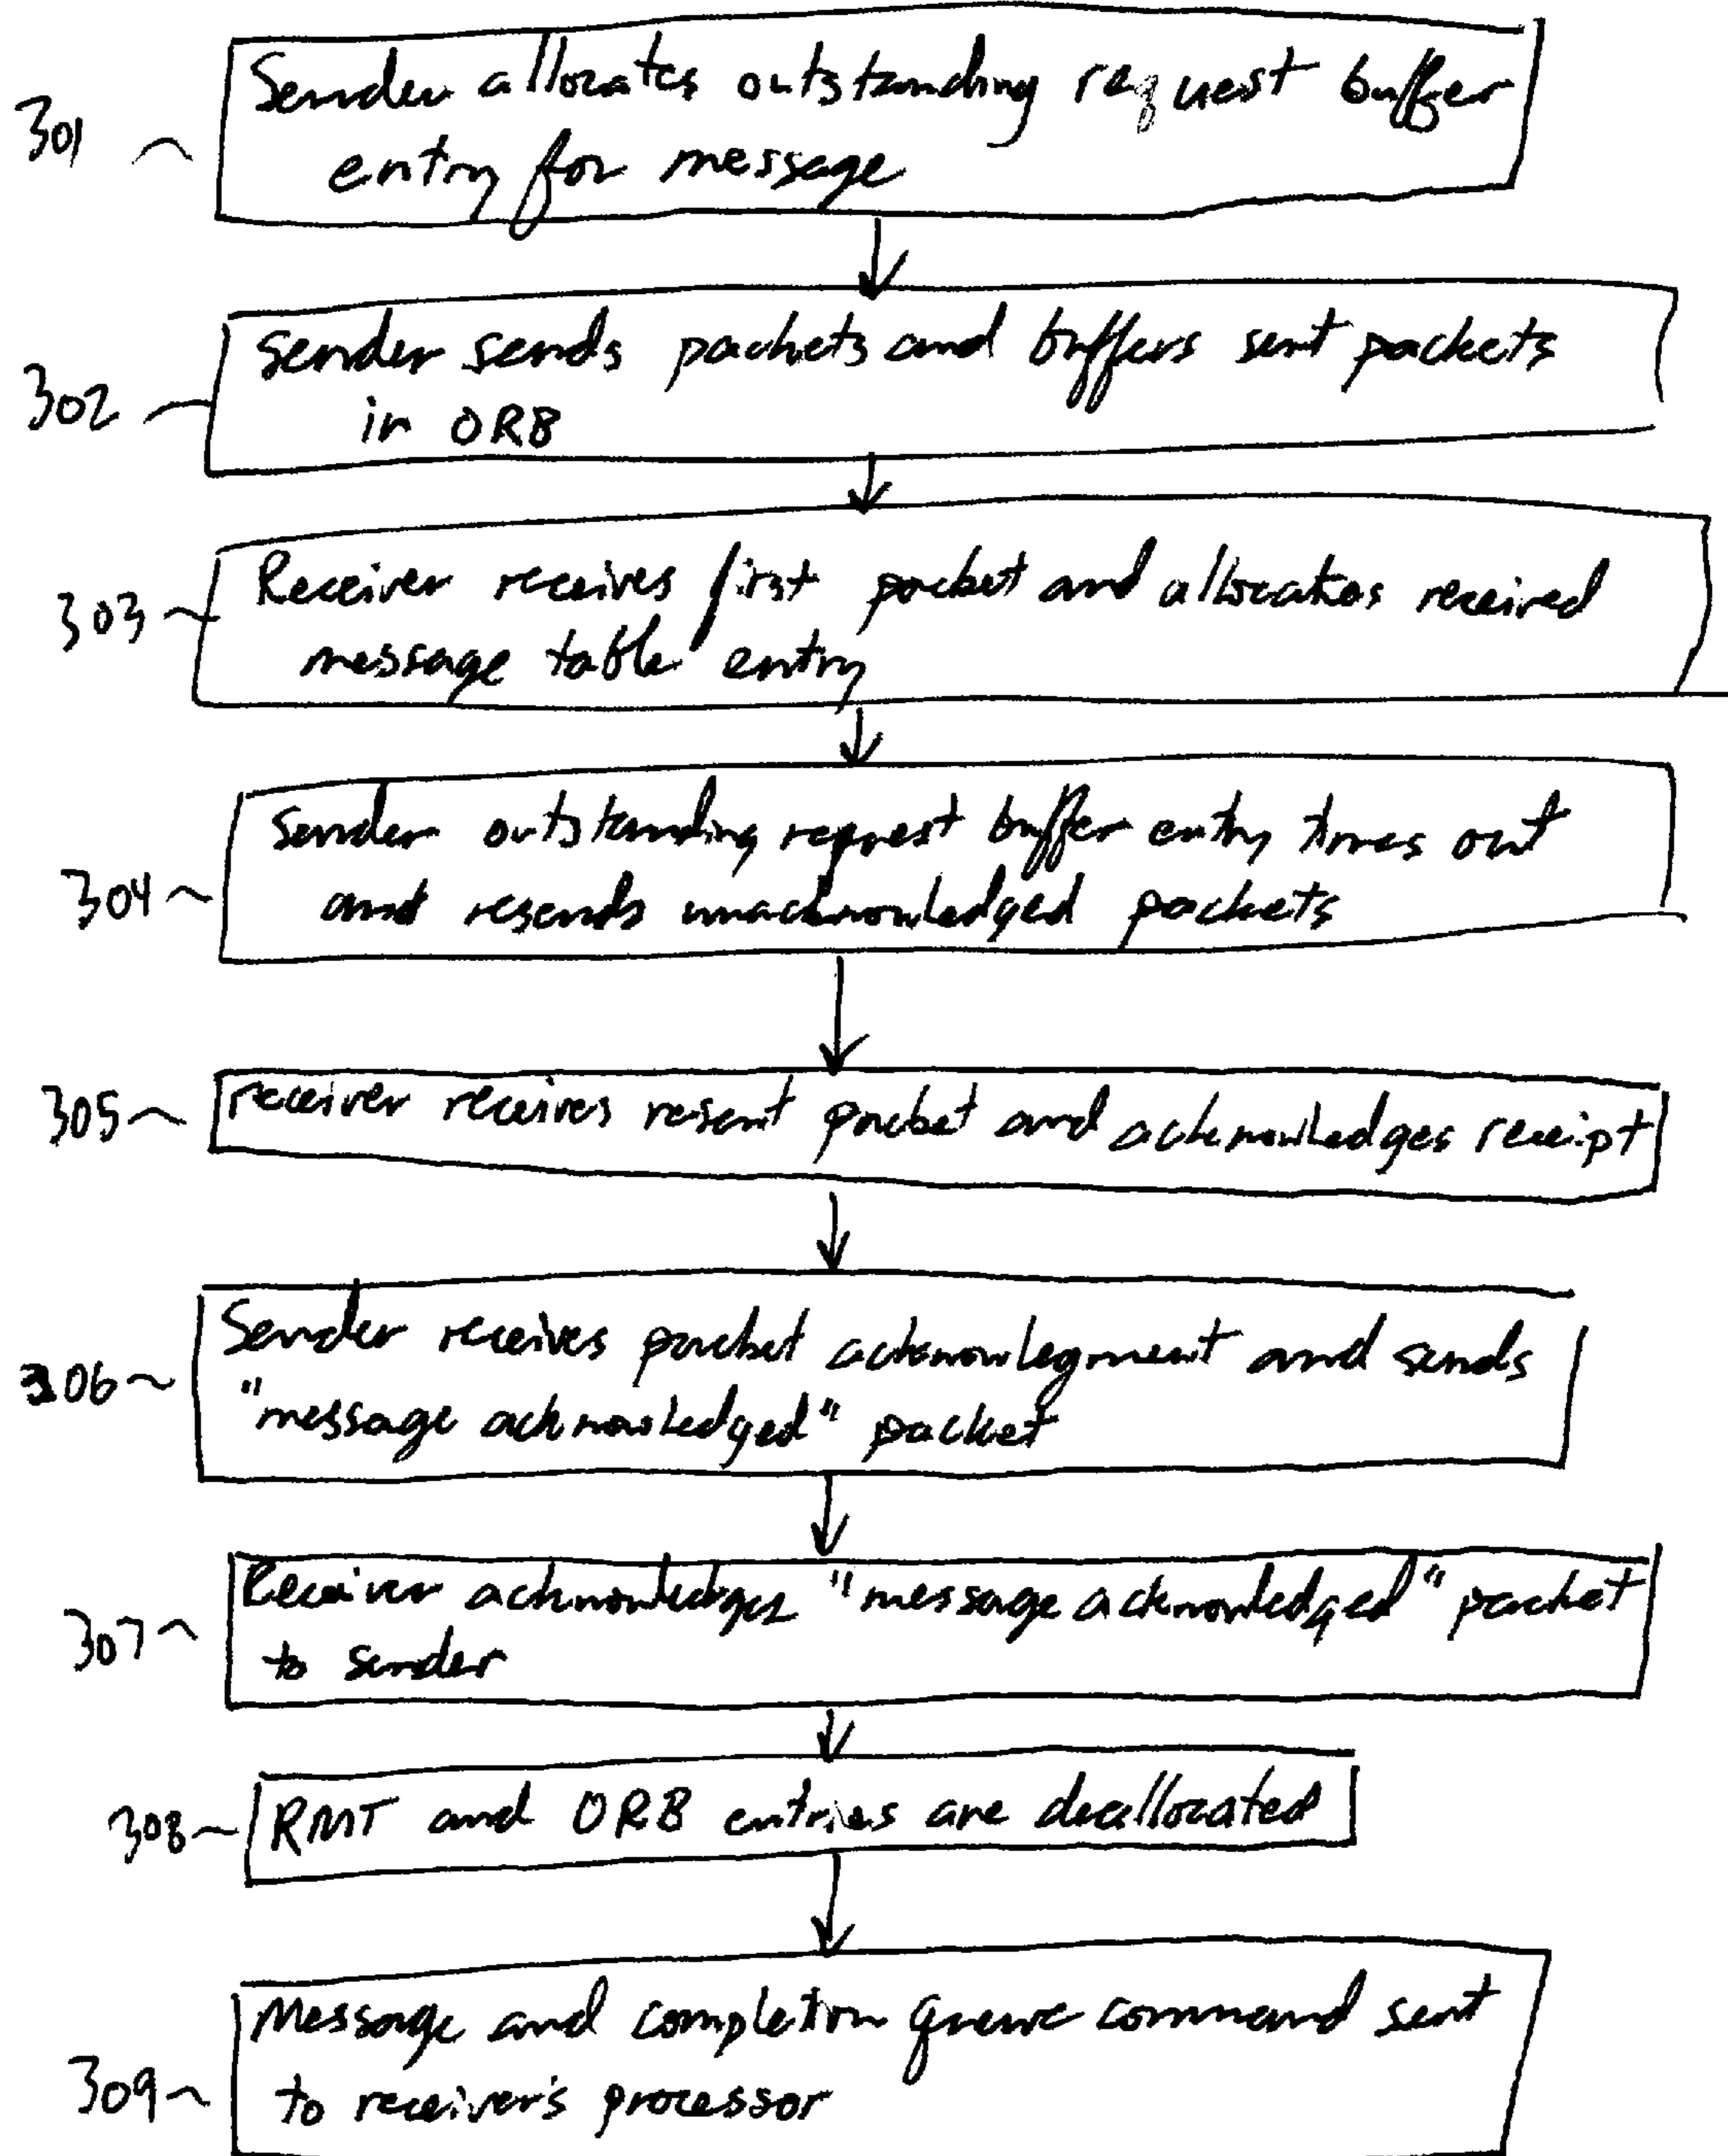 301 Sender allocates outstanding request buffer
entry for message
302 Sender sends packets and buffers sent packets
in ORB
303 Receiver receives first packet and allocates received
message table entry
304 Sender outstanding request buffer entry times out
and resends unacknowledged packets
305 receiver receives resent packet and acknowledges receipt
306 Sender receives packet acknowlegment and sends
"message acknowledged" packet
307 Receiver acknowledges "message acknowledged" packet
to sender
308 RMT and ORB entries are deallocated
309 Message and completion queue command sent
to receiver's processor